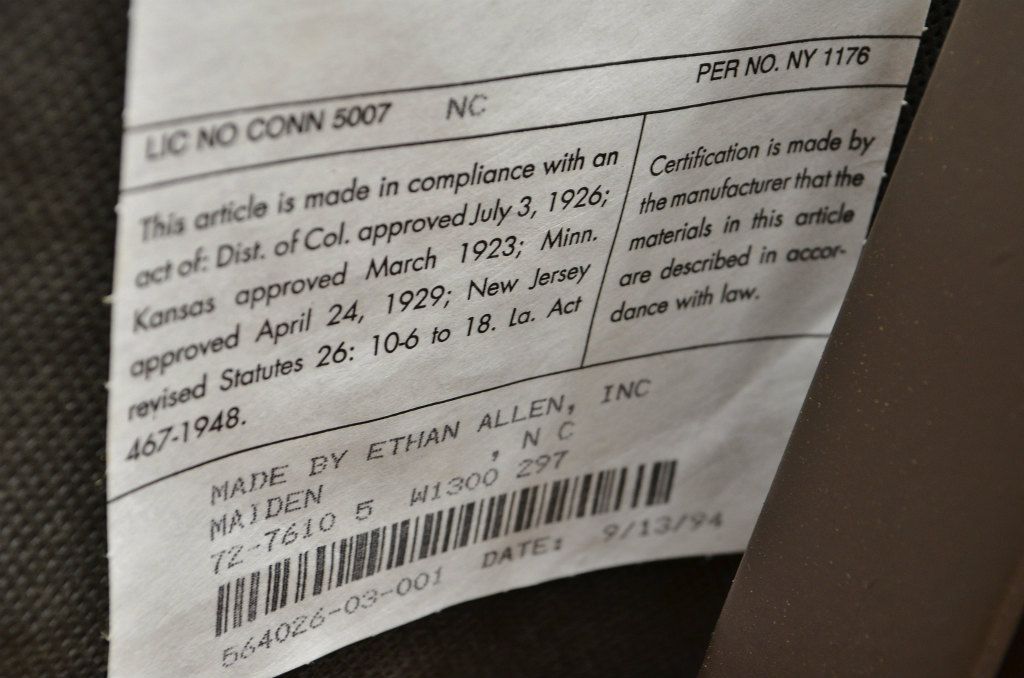 LIC NO CONN 5007 NC PER NO. NY 1176
This article is made in compliance with an
act of: Dist. of Col. approved July 3, 1926;
Kansas approved March 1923; Minn.
approved April 24, 1929; New Jersey
revised Statutes 26: 10-6 to 18. La. Act
467-1948.
Certification is made by
the manufacturer that the
materials in this article
are described in accor-
dance with law.
MADE BY ETHAN ALLEN, INC
MAIDEN , N C
72-7610 5 W1300 297
564026-03-001 DATE: 9/13/94